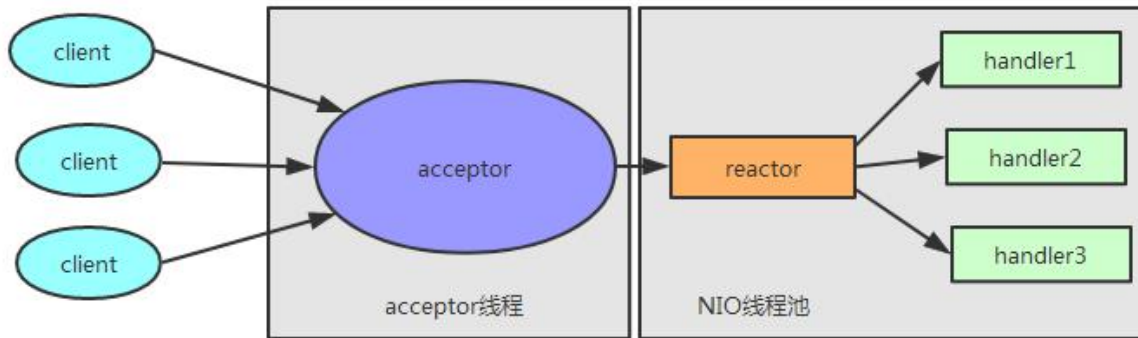 client
client
client
acceptor
acceptor线程
reactor
handler1
handler2
handler3
NIO线程池